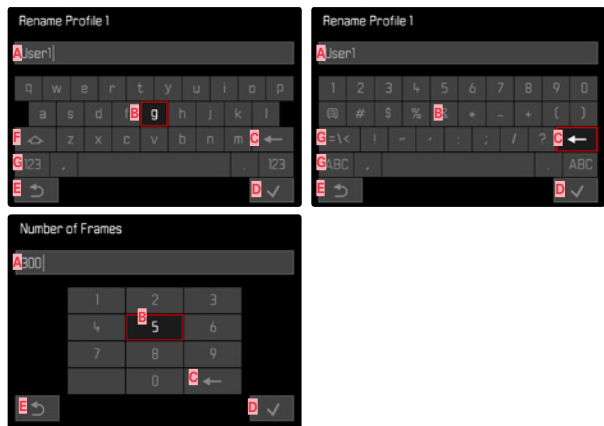 Rename Profile 1
A User1
q w e r t y u i o p
a s d f B g h j k l
F z x c v b n m C ←
G 123 , . 123
E D ✓
Rename Profile 1
A User1
1 2 3 4 5 6 7 8 9 0
@ # $ % B & * - + ( )
G =\< ! " ' : ; / ? C ←
G ABC , . ABC
E D ✓
Number of Frames
A 300
1 2 3
4 B 5 6
7 8 9
0 C ←
E D ✓